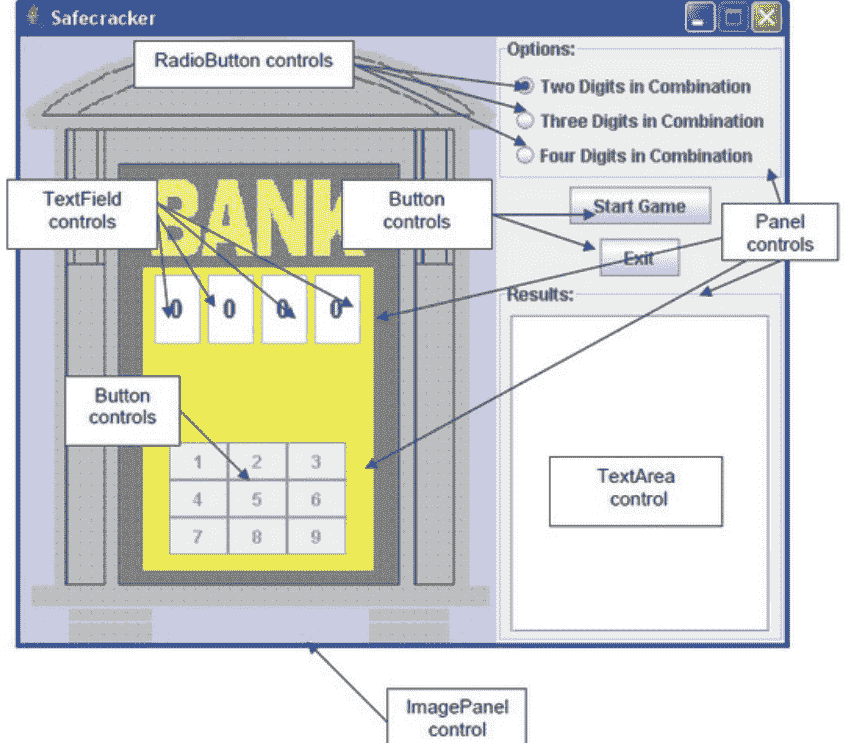 Safecracker
RadioButton controls
Options:
Two Digits in Combination
Three Digits in Combination
Four Digits in Combination
TextField
controls
BANK
Button
controls
Start Game
Exit
Panel
controls
0 0 0 0
Results:
Button
controls
1 2 3
4 5 6
7 8 9
TextArea
control
ImagePanel
control